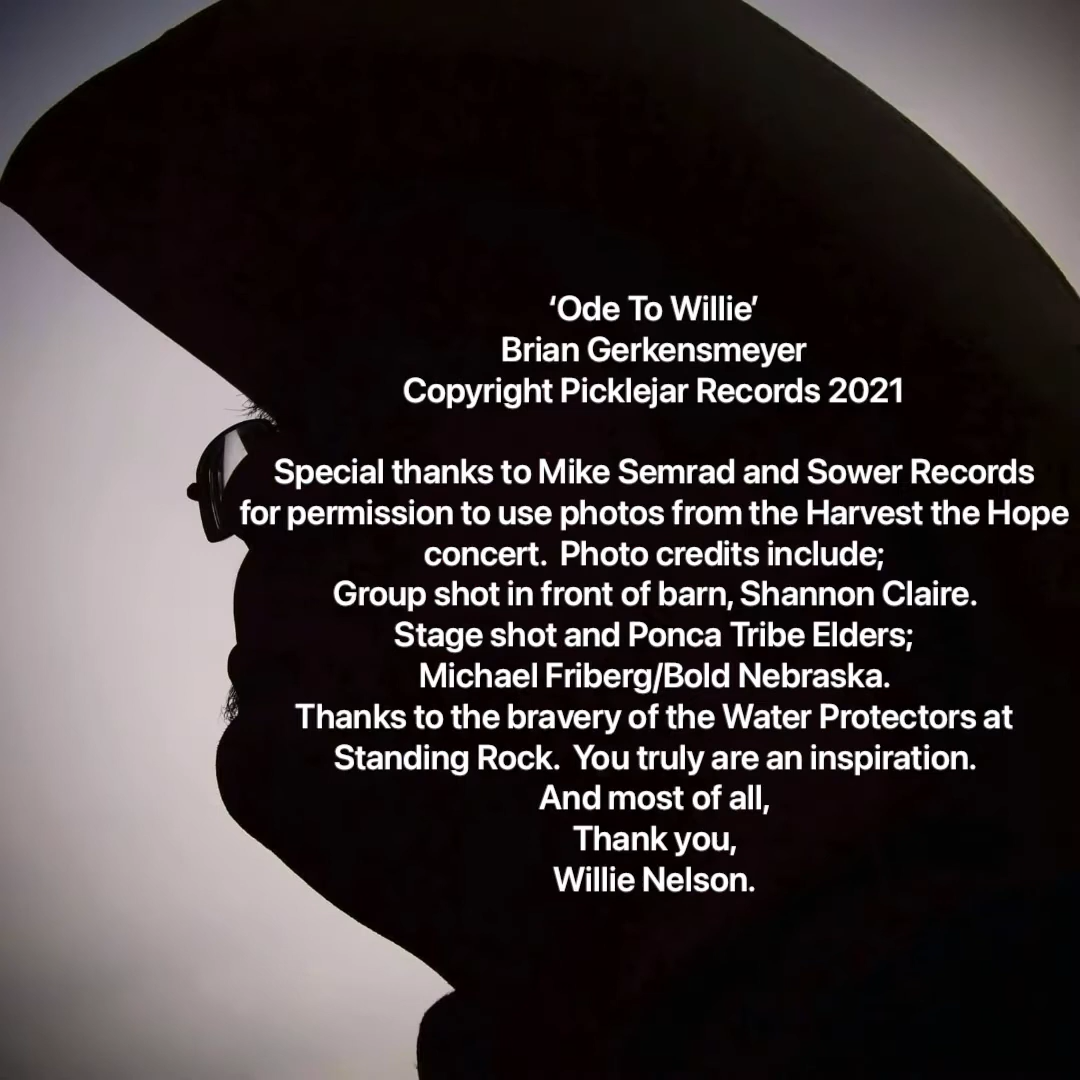 ‘Ode To Willie’
Brian Gerkensmeyer
Copyright Picklejar Records 2021
Special thanks to Mike Semrad and Sower Records
for permission to use photos from the Harvest the Hope
concert.  Photo credits include;
Group shot in front of barn, Shannon Claire.
Stage shot and Ponca Tribe Elders;
Michael Friberg/Bold Nebraska.
Thanks to the bravery of the Water Protectors at
Standing Rock.  You truly are an inspiration.
And most of all,
Thank you,
Willie Nelson.